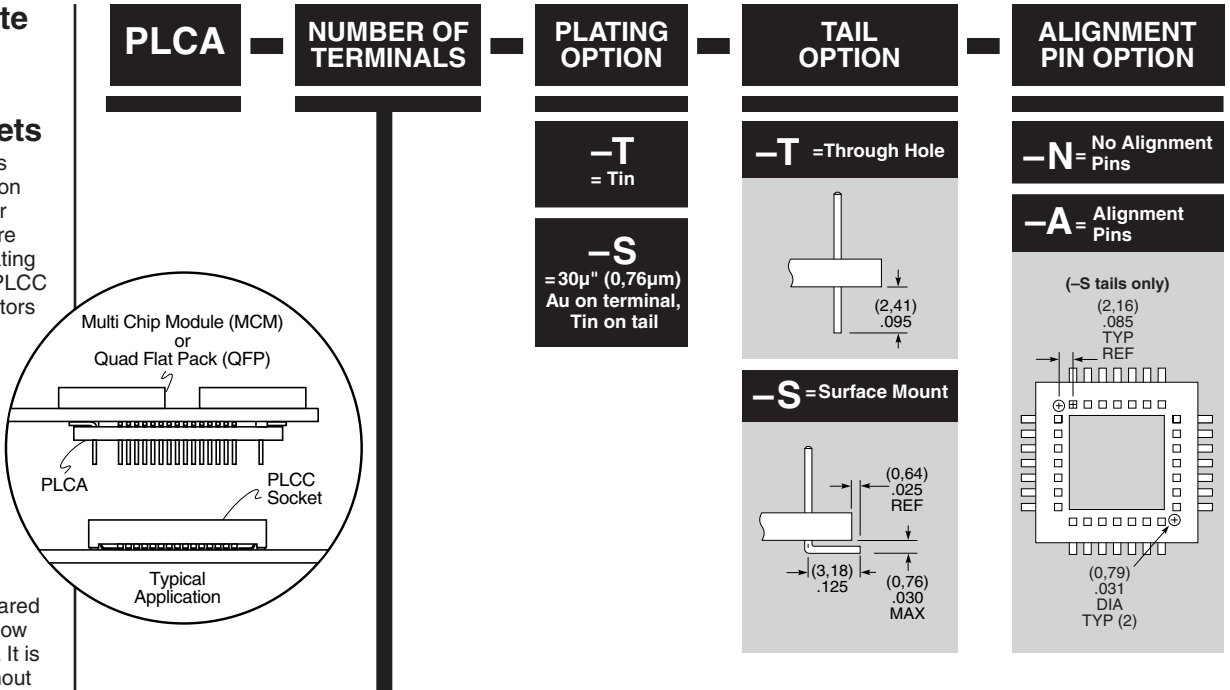 te
ets
s
on
r
re
ting
PLCC
tors
ared
ow
It is
out
PLCA
NUMBER OF
TERMINALS
PLATING
OPTION
TAIL
OPTION
ALIGNMENT
PIN OPTION
–T
= Tin
–S
=30µ" (0,76µm)
Au on terminal,
Tin on tail
–T =Through Hole
(2,41)
.095
–S =Surface Mount
(0,64)
.025
REF
(3,18)
.125
(0,76)
.030
MAX
–N= No Alignment
Pins
–A= Alignment
Pins
(–S tails only)
(2,16)
.085
TYP
REF
(0,79)
.031
DIA
TYP (2)
Multi Chip Module (MCM)
or
Quad Flat Pack (QFP)
PLCA
PLCC
Socket
Typical
Application